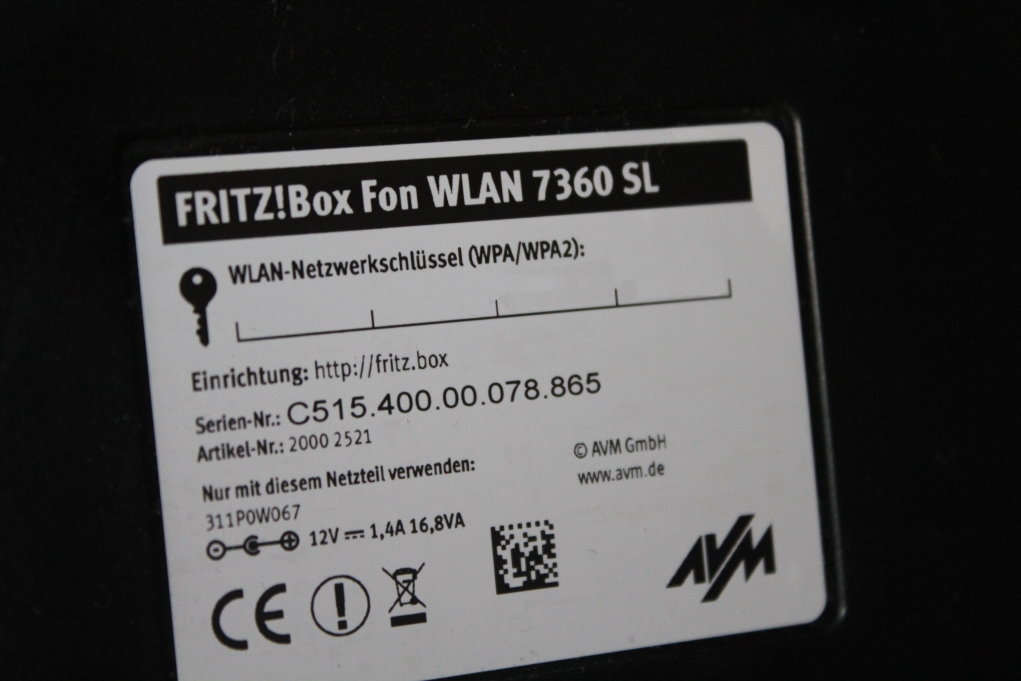 FRITZ!Box Fon WLAN 7360 SL
WLAN-Netzwerkschlüssel (WPA/WPA2):
Einrichtung: http://fritz.box
Serien-Nr.: C515.400.00.078.865
Artikel-Nr.: 2000 2521
© AVM GmbH
www.avm.de
Nur mit diesem Netzteil verwenden:
311P0W067
12V ⎓ 1,4A 16,8VA
CE
AVM